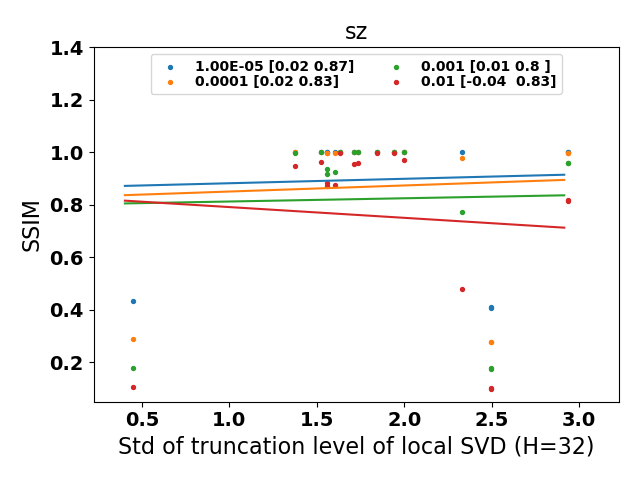 sz
1.4
1.00E-05 [0.02 0.87]
0.001 [0.01 0.8 ]
0.0001 [0.02 0.83]
0.01 [-0.04  0.83]
1.2
1.0
0.8
0.6
0.4
0.2
SSIM
0.5 1.0 1.5 2.0 2.5 3.0
Std of truncation level of local SVD (H=32)